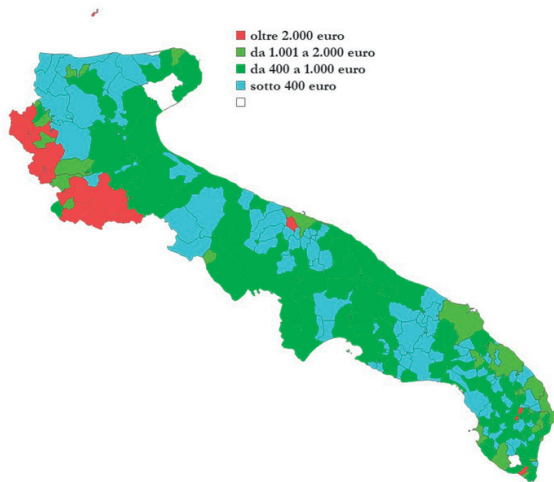 oltre 2.000 euro
da 1.001 a 2.000 euro
da 400 a 1.000 euro
sotto 400 euro